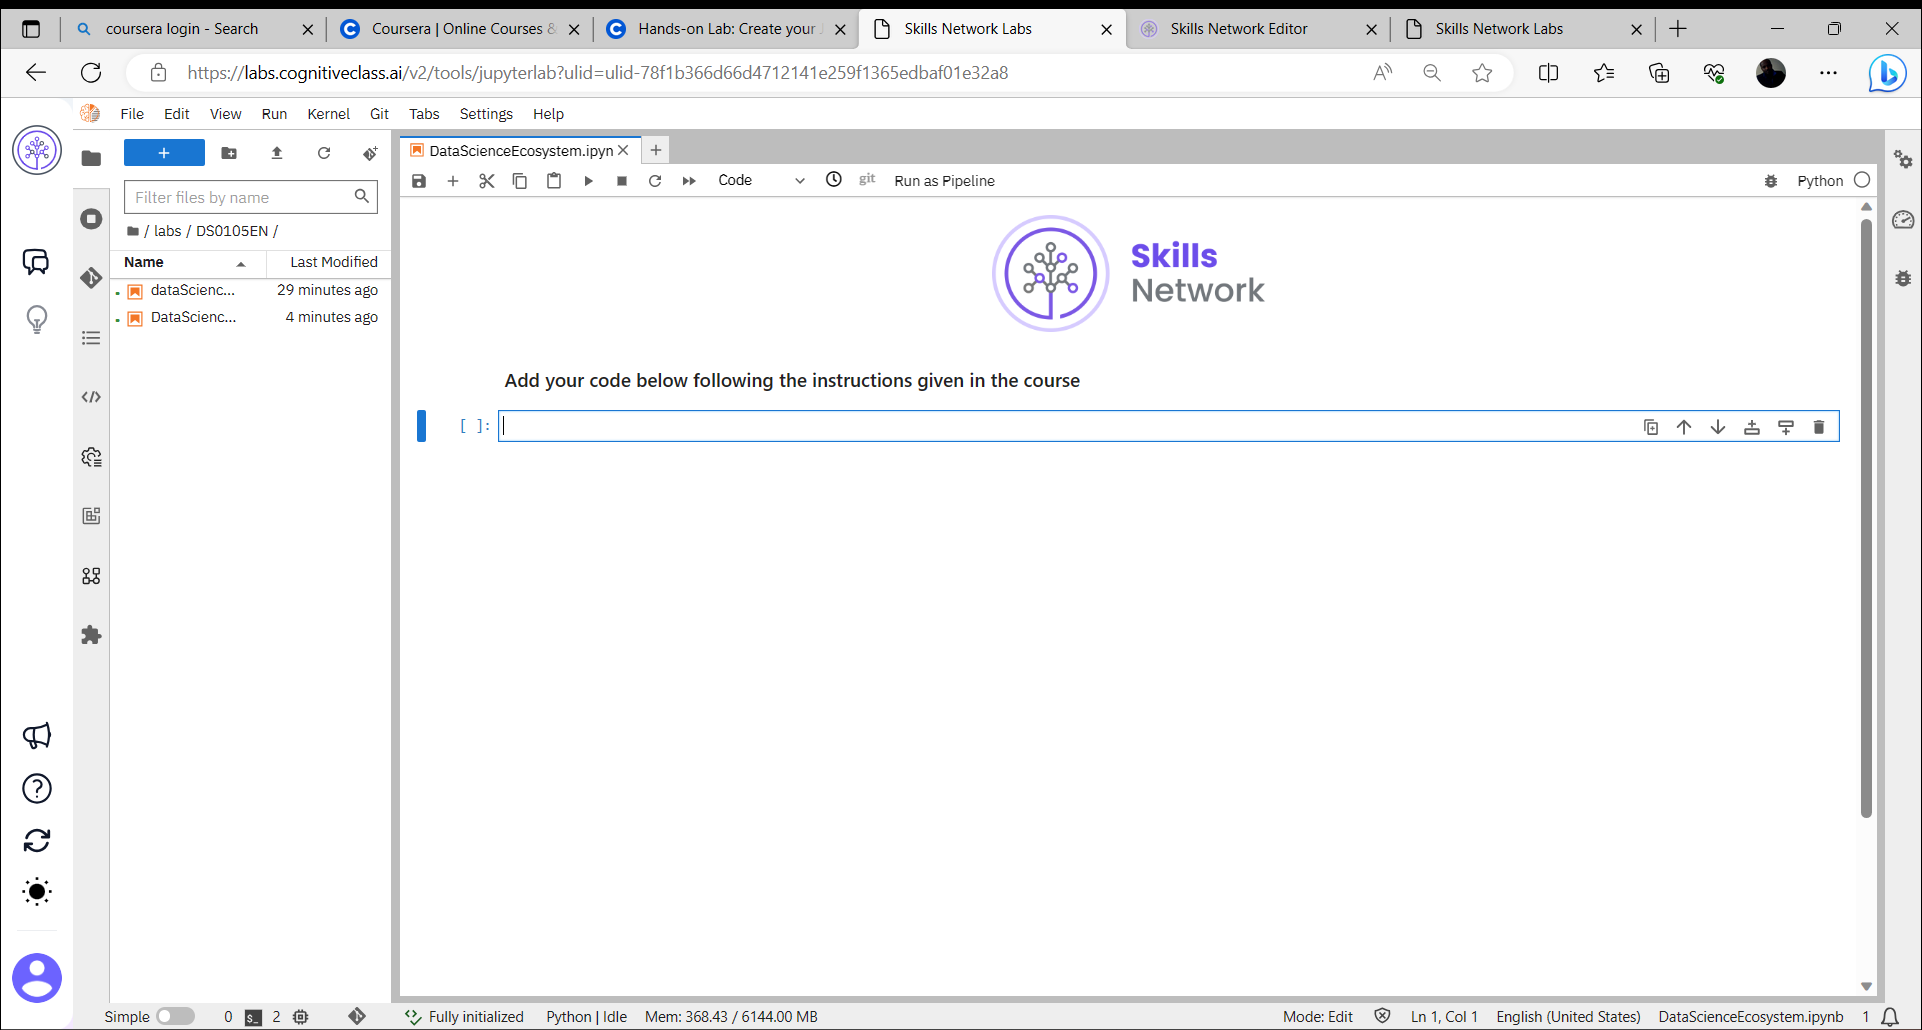 coursera login - Search
Coursera | Online Courses &
Hands-on Lab: Create your J
Skills Network Labs
Skills Network Editor
Skills Network Labs
https://labs.cognitiveclass.ai/v2/tools/jupyterlab?ulid=ulid-78f1b366d66d4712141e259f1365edbaf01e32a8
File Edit View Run Kernel Git Tabs Settings Help
DataScienceEcosystem.ipyn
Code
git
Run as Pipeline
Python
Filter files by name
/ labs / DS0105EN /
Name Last Modified
dataScienc... 29 minutes ago
DataScienc... 4 minutes ago
Skills
Network
Add your code below following the instructions given in the course
[ ]:
Simple 0 $_ 2 Fully initialized Python | Idle Mem: 368.43 / 6144.00 MB Mode: Edit Ln 1, Col 1 English (United States) DataScienceEcosystem.ipynb 1